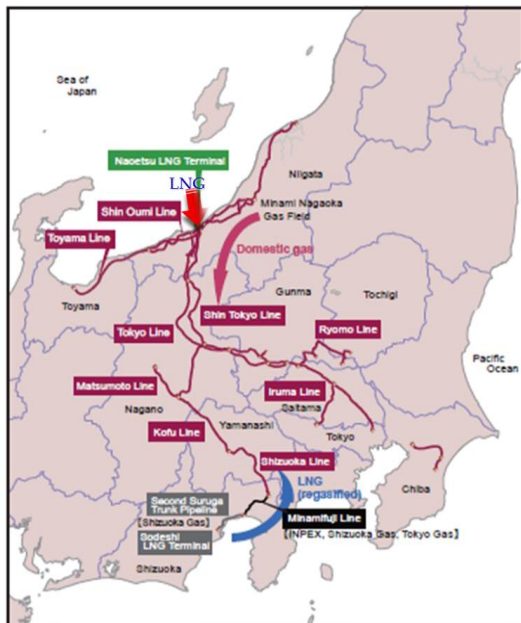 Sea of
Japan
Naoetsu LNG Terminal
LNG
Niigata
Shin Oumi Line
Minami Nagaoka
Gas Field
Toyama Line
Domestic gas
Toyama
Gunma
Tochigi
Shin Tokyo Line
Tokyo Line
Ryomo Line
Pacific
Ocean
Matsumoto Line
Iruma Line
Nagano
Saitama
Kofu Line
Yamanashi
Tokyo
Shizuoka Line
LNG
(regasified)
Chiba
Second Suruga
Trunk Pipeline
【Shizuoka Gas】
Minamifuji Line
【INPEX, Shizuoka Gas, Tokyo Gas】
Sodeshi
LNG Terminal
Shizuoka